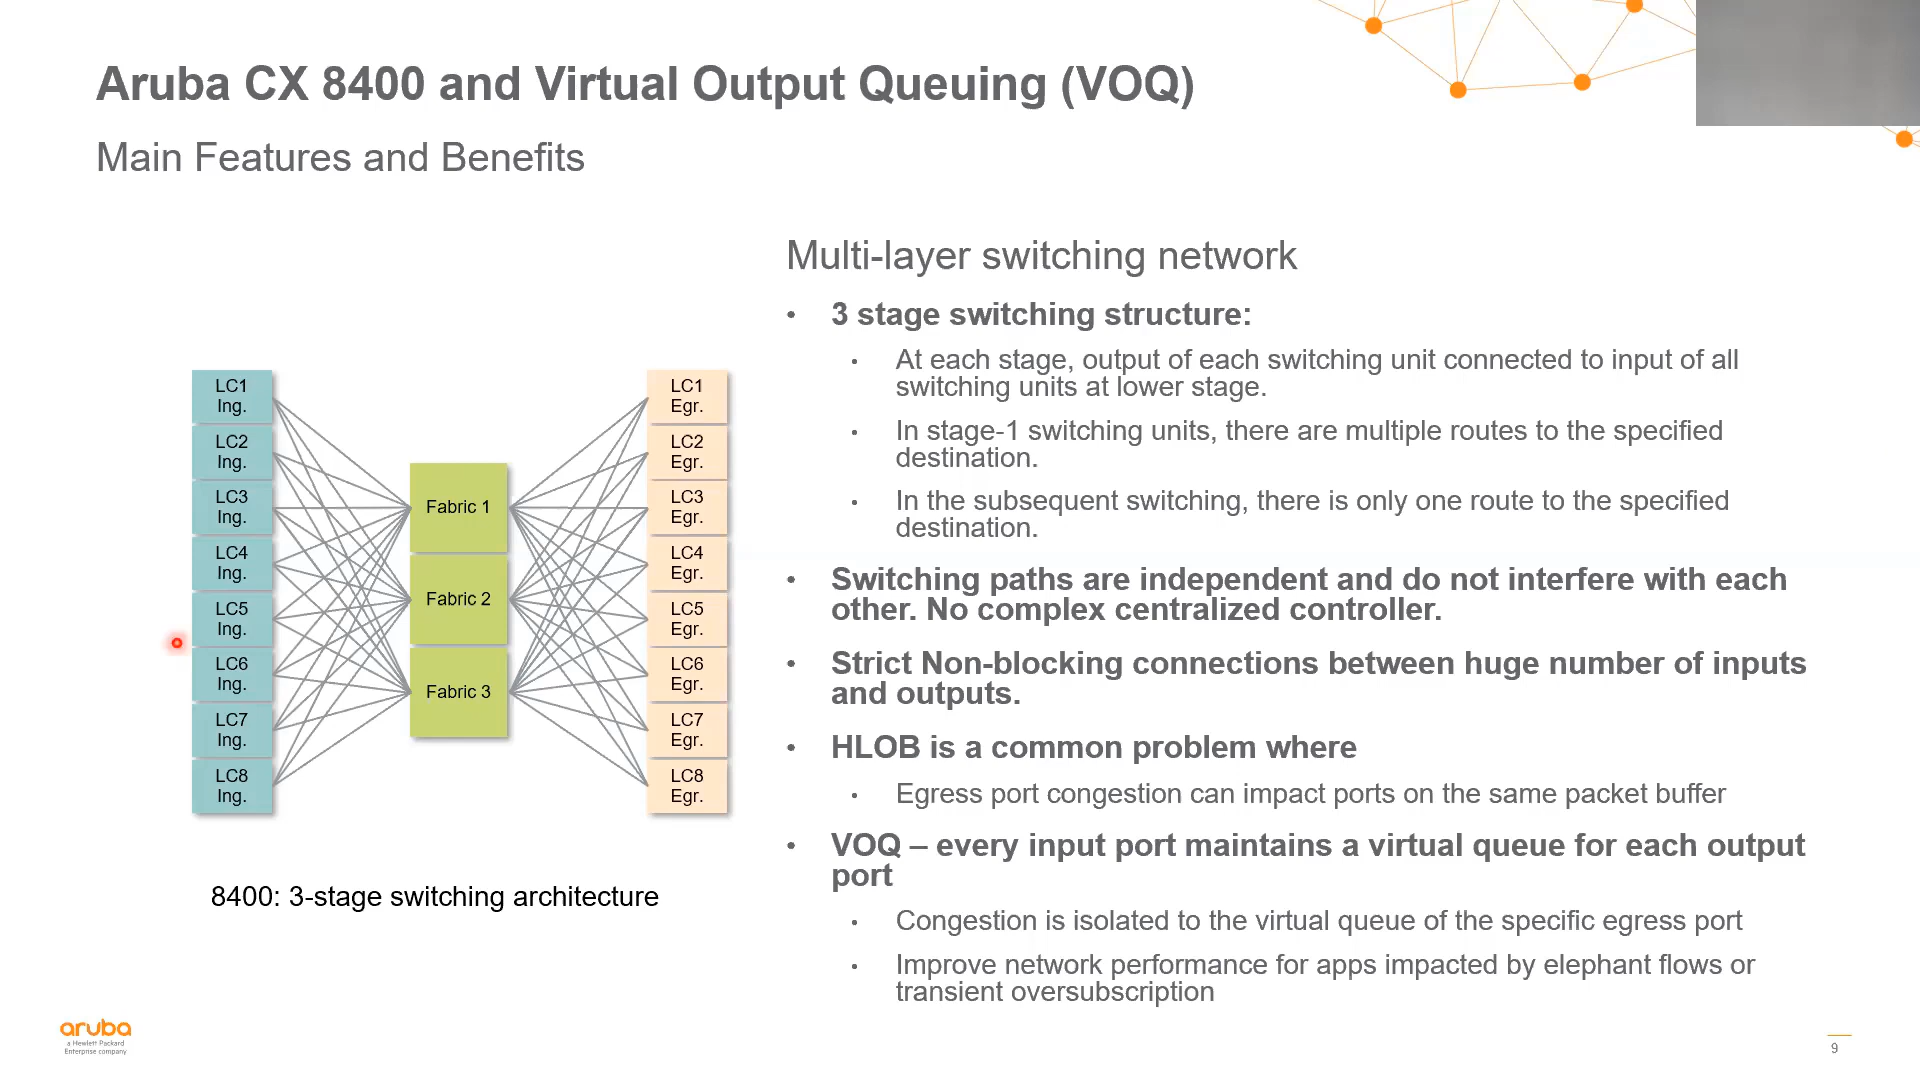 Aruba CX 8400 and Virtual Output Queuing (VOQ)
Main Features and Benefits
LC1
Ing.
LC2
Ing.
LC3
Ing.
LC4
Ing.
LC5
Ing.
LC6
Ing.
LC7
Ing.
LC8
Ing.
Fabric 1
Fabric 2
Fabric 3
LC1
Egr.
LC2
Egr.
LC3
Egr.
LC4
Egr.
LC5
Egr.
LC6
Egr.
LC7
Egr.
LC8
Egr.
8400: 3-stage switching architecture
Multi-layer switching network
• 3 stage switching structure:
• At each stage, output of each switching unit connected to input of all
switching units at lower stage.
• In stage-1 switching units, there are multiple routes to the specified
destination.
• In the subsequent switching, there is only one route to the specified
destination.
• Switching paths are independent and do not interfere with each
other. No complex centralized controller.
• Strict Non-blocking connections between huge number of inputs
and outputs.
• HLOB is a common problem where
• Egress port congestion can impact ports on the same packet buffer
• VOQ – every input port maintains a virtual queue for each output
port
• Congestion is isolated to the virtual queue of the specific egress port
• Improve network performance for apps impacted by elephant flows or
transient oversubscription
aruba
a Hewlett Packard
Enterprise company
9